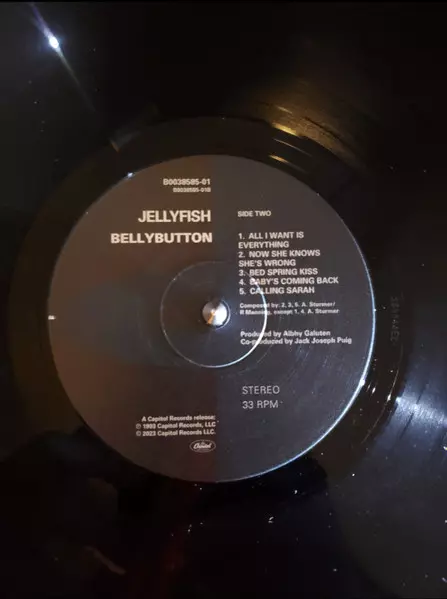 B0038585-01
B0038585-01B
JELLYFISH
BELLYBUTTON
SIDE TWO
1. ALL I WANT IS
EVERYTHING
2. NOW SHE KNOWS
SHE'S WRONG
3. BED SPRING KISS
4. BABY'S COMING BACK
5. CALLING SARAH
Composed by: 2, 3, 5, A. Sturmer/
R Manning, except 1, 4, A. Sturmer
Produced by Albhy Galuten
Co-produced by Jack Joseph Puig
STEREO
33 RPM
A Capitol Records release;
℗ 1993 Capitol Records, LLC
© 2023 Capitol Records LLC.
Capitol